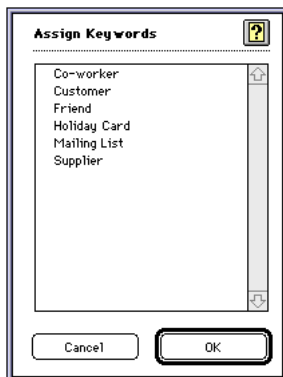 Assign Keywords
?
Co-worker
Customer
Friend
Holiday Card
Mailing List
Supplier
Cancel
OK